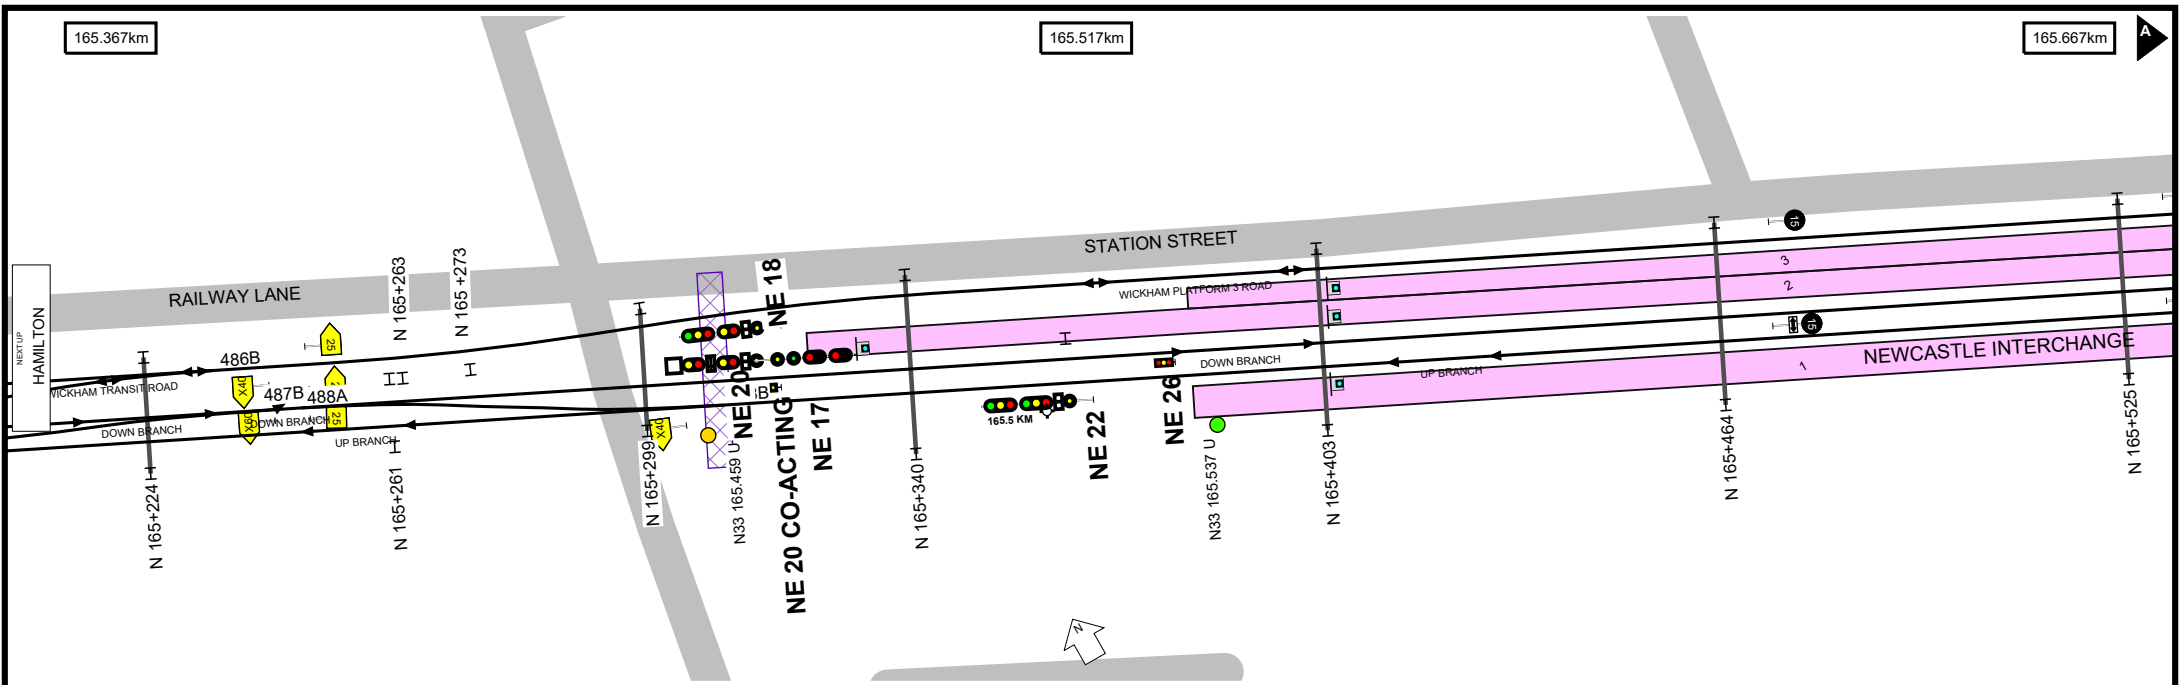 165.367km
165.517km
165.667km
A
NEXT UP
HAMILTON
RAILWAY LANE
STATION STREET
N 165+263
N 165 +273
NE 18
486B
25
X40
487B
488A
WICKHAM TRANSIT ROAD
DOWN BRANCH
DOWN BRANCH
UP BRANCH
25
X40
N 165+224
N 165+261
N 165+299
N33 165.459 U
NE 20
NE 20 CO-ACTING
NE 17
N 165+340
165.5 KM
NE 22
NE 26
N33 165.537 U
WICKHAM PLATFORM 3 ROAD
DOWN BRANCH
UP BRANCH
N 165+403
3
2
1
15
15
NEWCASTLE INTERCHANGE
N 165+464
N 165+525
N